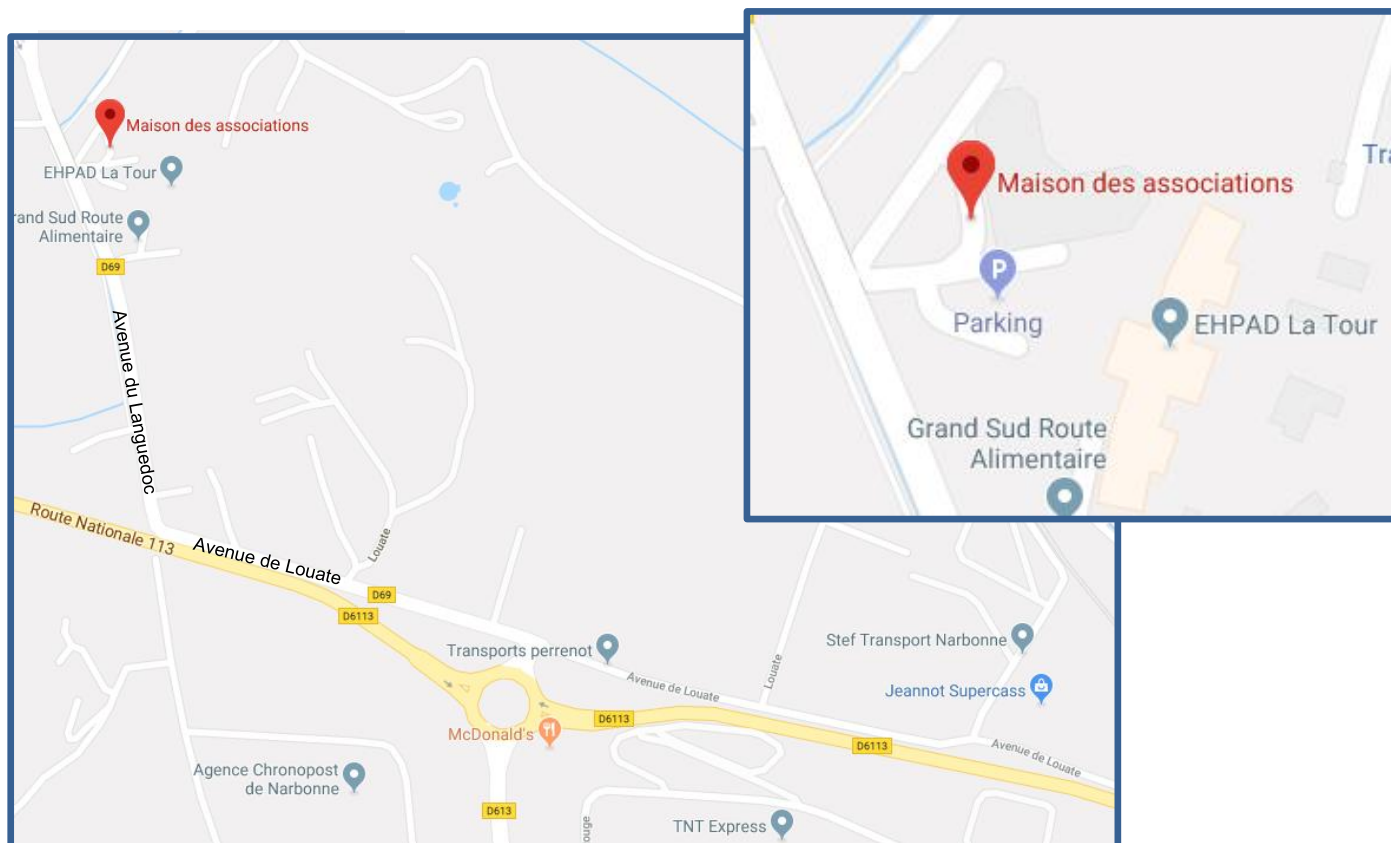 Maison des associations
EHPAD La Tour
rand Sud Route
Alimentaire
D69
Avenue du Languedoc
Route Nationale 113
Avenue de Louate
Louate
D69
D6113
Transports perrenot
Avenue de Louate
Louate
Stef Transport Narbonne
Jeannot Supercass
McDonald's
D6113
D6113
Avenue de Louate
Agence Chronopost
de Narbonne
D613
ouge
TNT Express
Maison des associations
Tra
P
Parking
EHPAD La Tour
Grand Sud Route
Alimentaire